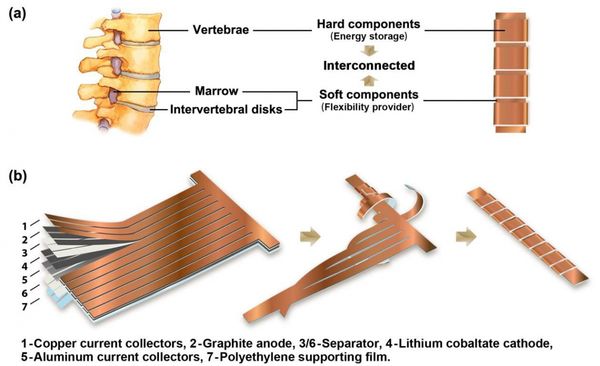 (a)
Vertebrae
Hard components
(Energy storage)
Interconnected
Marrow
Intervertebral disks
Soft components
(Flexibility provider)
(b)
1
2
3
4
5
6
7
1-Copper current collectors, 2-Graphite anode, 3/6-Separator, 4-Lithium cobaltate cathode,
5-Aluminum current collectors, 7-Polyethylene supporting film.